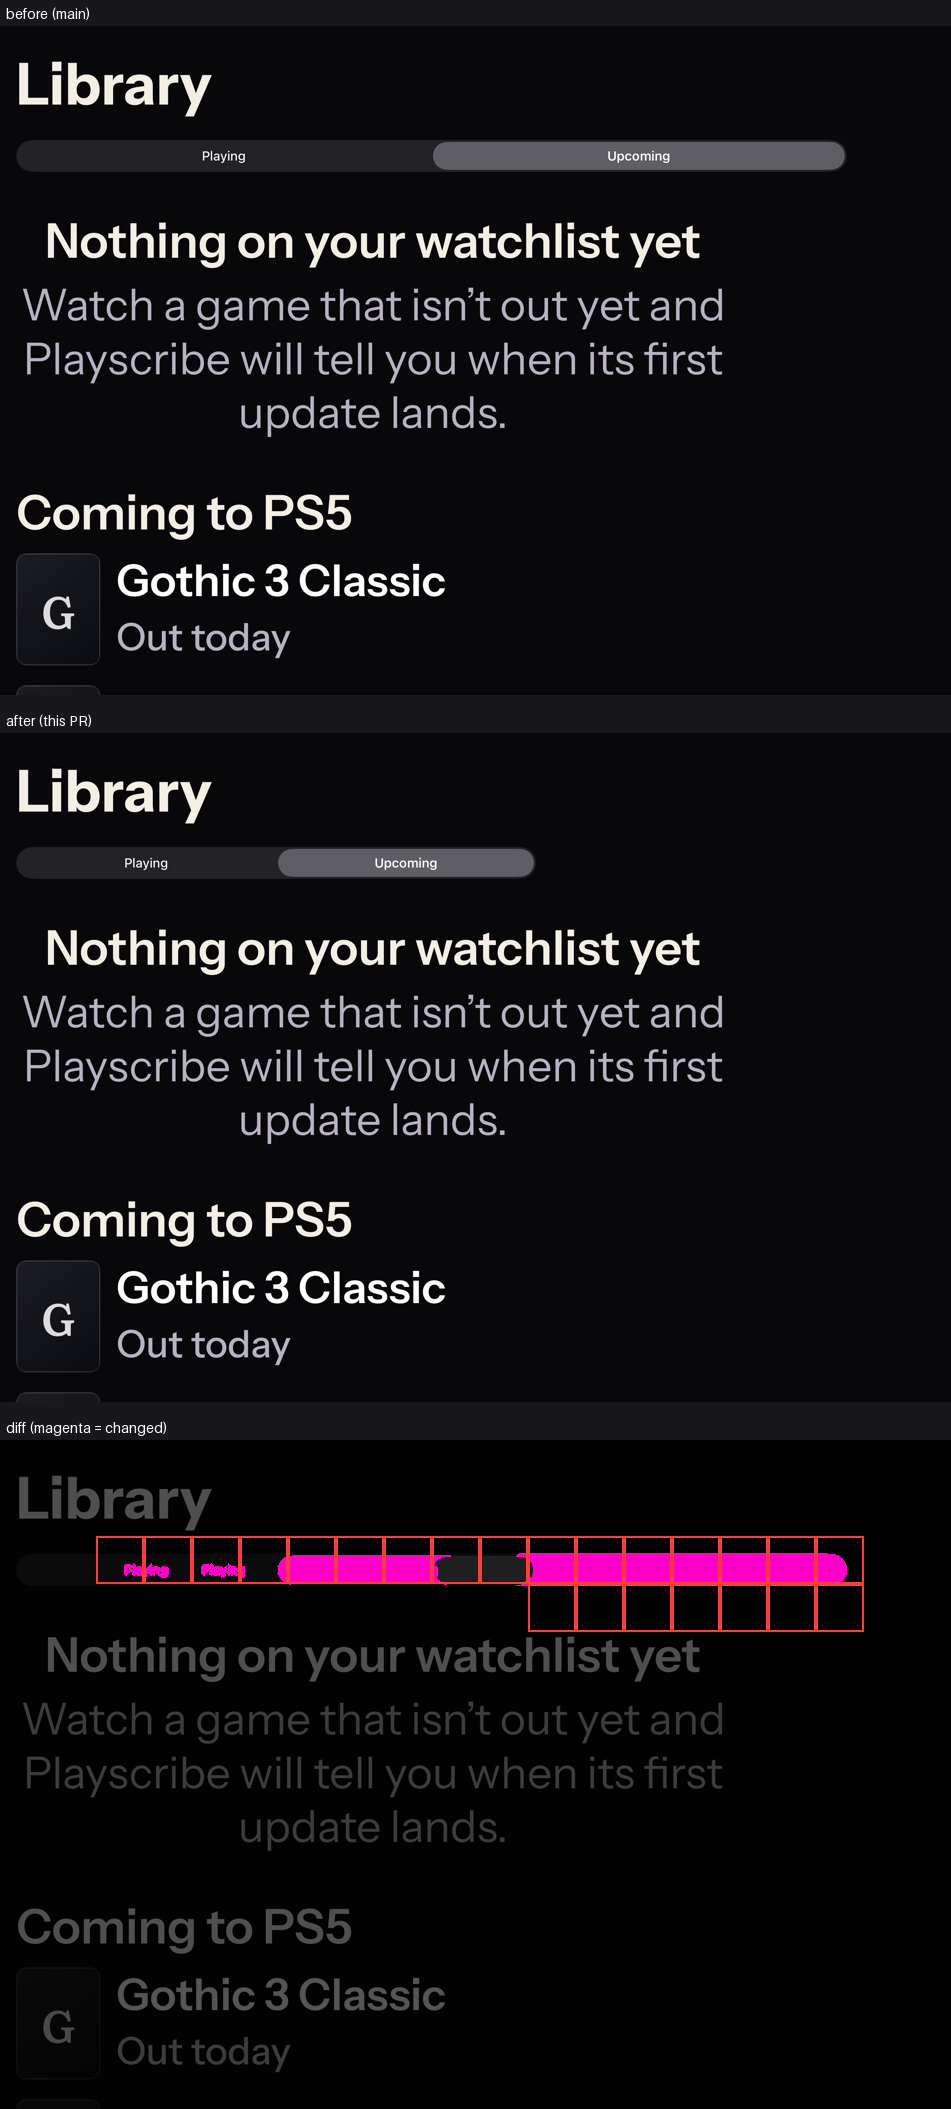 before (main)
Library
Playing
Upcoming
Nothing on your watchlist yet
Watch a game that isn’t out yet and
Playscribe will tell you when its first
update lands.
Coming to PS5
G
Gothic 3 Classic
Out today
after (this PR)
Library
Playing
Upcoming
Nothing on your watchlist yet
Watch a game that isn’t out yet and
Playscribe will tell you when its first
update lands.
Coming to PS5
G
Gothic 3 Classic
Out today
diff (magenta = changed)
Library
Playing
Playing
Nothing on your watchlist yet
Watch a game that isn’t out yet and
Playscribe will tell you when its first
update lands.
Coming to PS5
G
Gothic 3 Classic
Out today